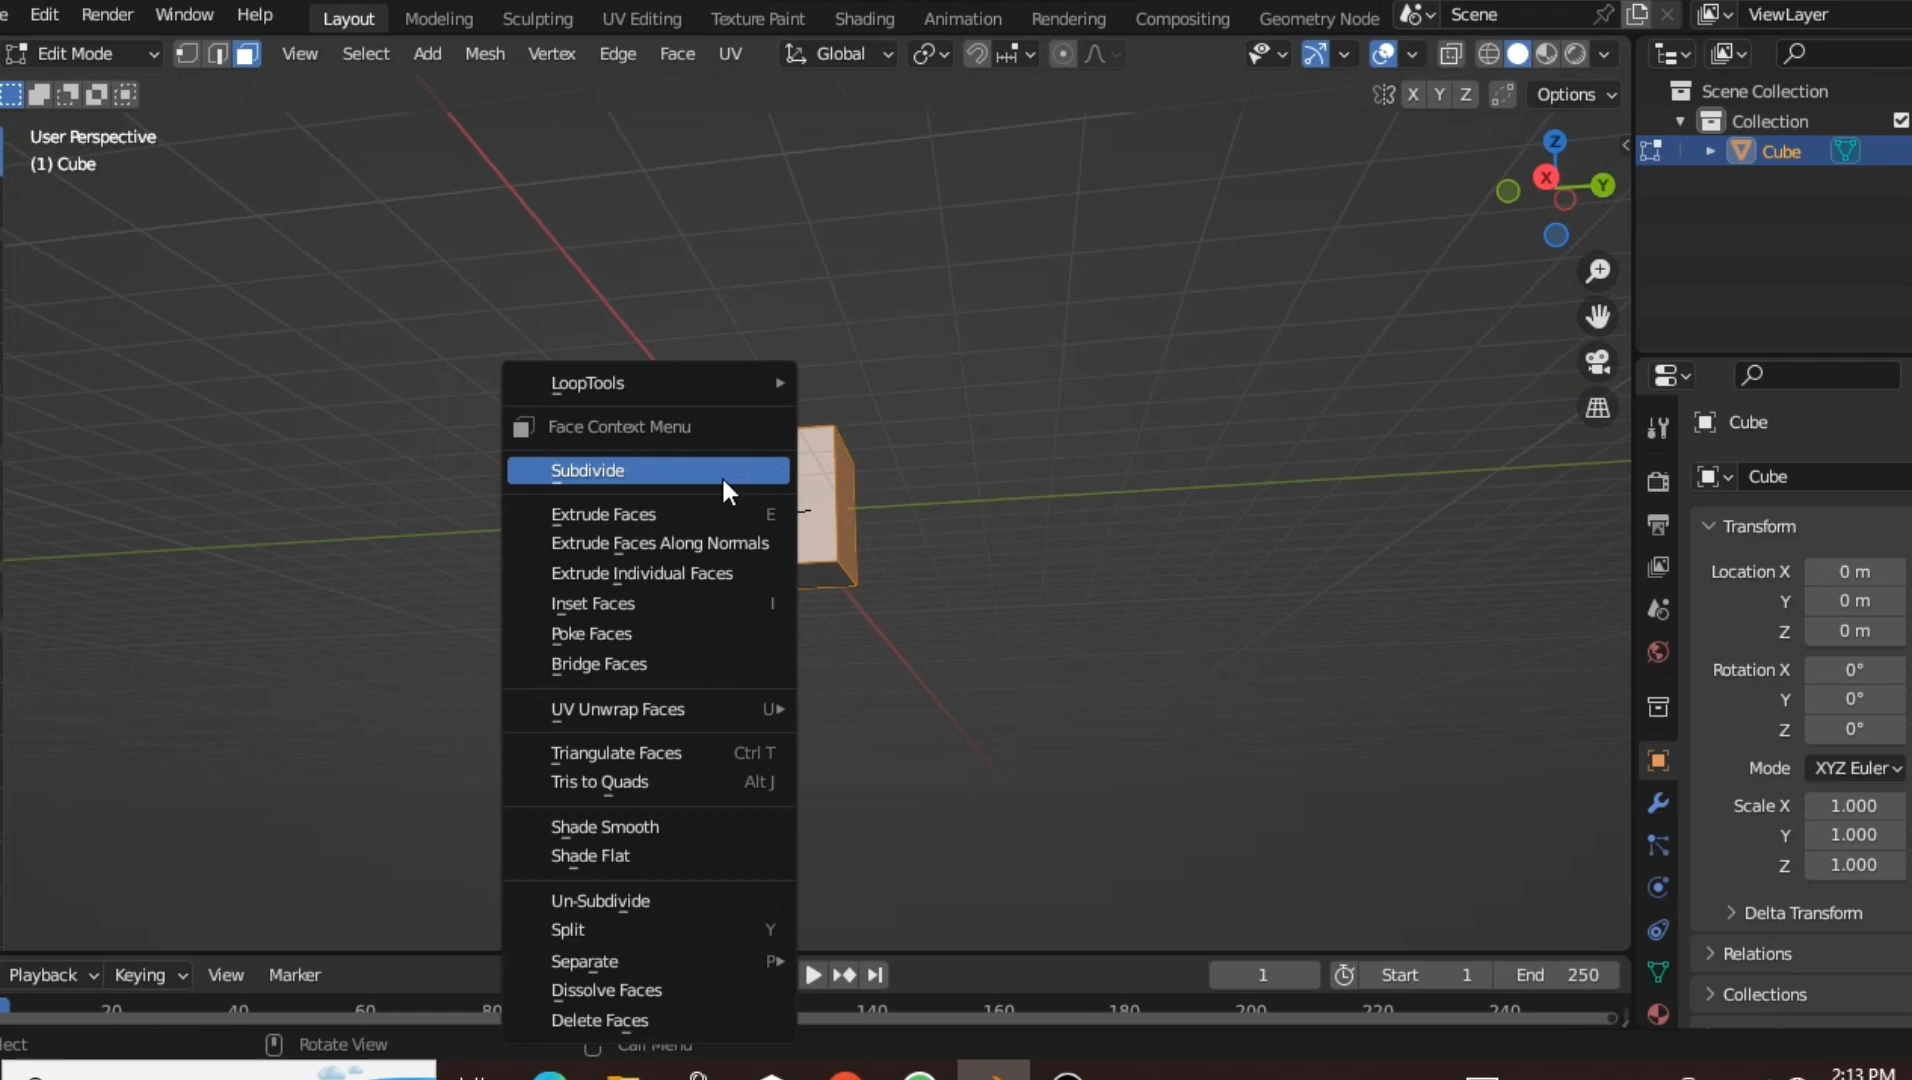 Edit Render Window Help Layout Modeling Sculpting UV Editing Texture Paint Shading Animation Rendering Compositing Geometry Node Scene ViewLayer
Edit Mode View Select Add Mesh Vertex Edge Face UV Global
X Y Z Options
User Perspective
(1) Cube
Z
X
Y
Scene Collection
Collection
Cube
LoopTools
Face Context Menu
Subdivide
Extrude Faces E
Extrude Faces Along Normals
Extrude Individual Faces
Inset Faces I
Poke Faces
Bridge Faces
UV Unwrap Faces U
Triangulate Faces Ctrl T
Tris to Quads Alt J
Shade Smooth
Shade Flat
Un-Subdivide
Split Y
Separate P
Dissolve Faces
Delete Faces
Cube
Cube
Transform
Location X 0 m
Y 0 m
Z 0 m
Rotation X 0°
Y 0°
Z 0°
Mode XYZ Euler
Scale X 1.000
Y 1.000
Z 1.000
Delta Transform
Relations
Collections
Playback Keying View Marker 1 Start 1 End 250
20 40 60 80 140 160 180 200 220 240
Rotate View Call Menu
2:13 PM